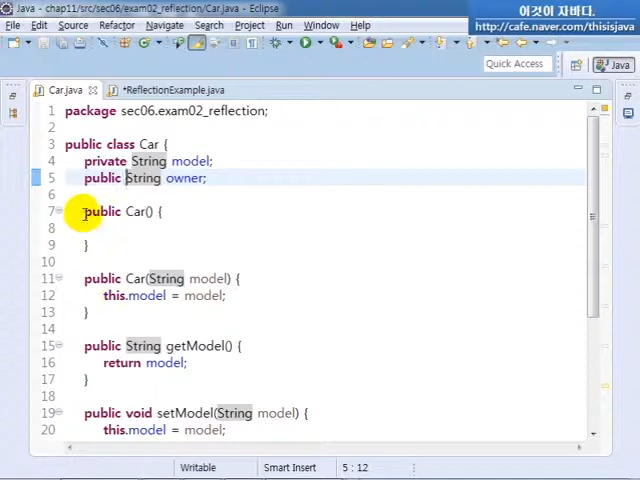 Java - chap11/src/sec06/exam02_reflection/Car.java - Eclipse
이것이 자바다.
http://cafe.naver.com/thisisjava
File Edit Source Refactor Navigate Search Project Run Window Help
Quick Access
Java
Car.java
*ReflectionExample.java
1 package sec06.exam02_reflection;
2
3 public class Car {
4 private String model;
5 public String owner;
6
7 public Car() {
8
9 }
10
11 public Car(String model) {
12 this.model = model;
13 }
14
15 public String getModel() {
16 return model;
17 }
18
19 public void setModel(String model) {
20 this.model = model;
Writable
Smart Insert
5 : 12